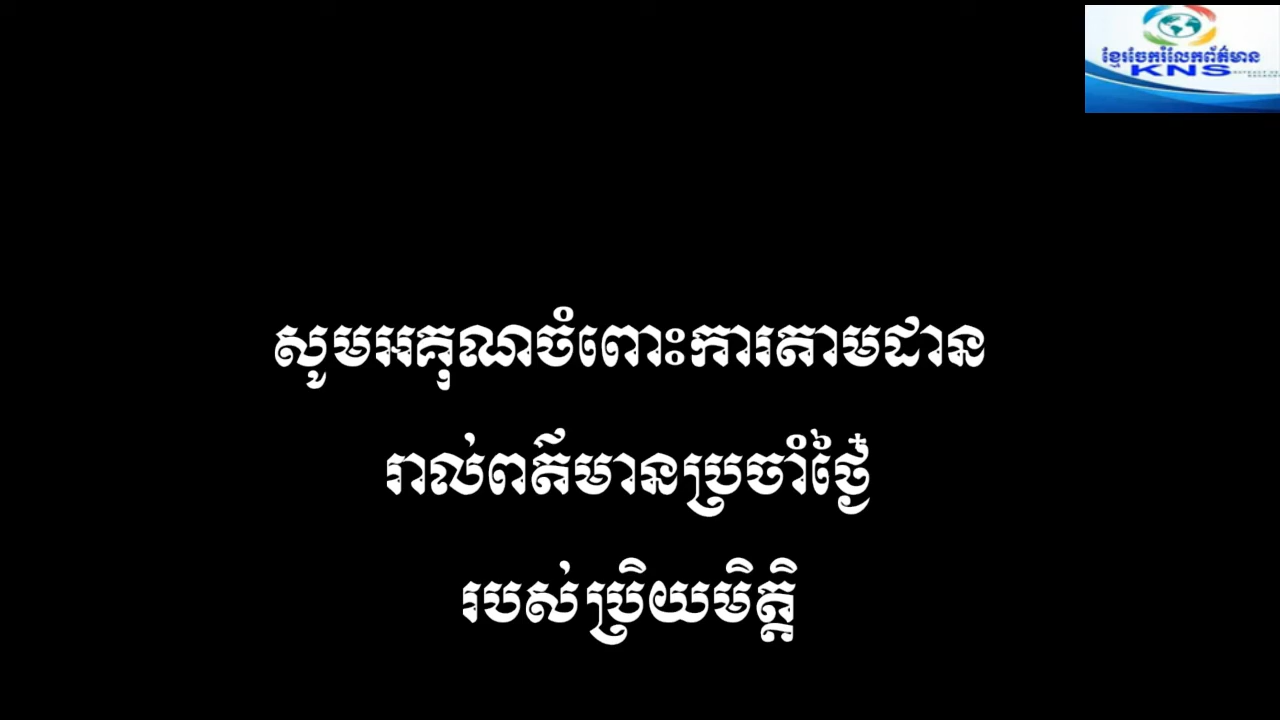 ខ្មែរចែករំលែកព័ត៌មាន
KNS
សូមអគុណចំពោះការតាមដាន
រាល់ពត៏មានប្រចាំថ្ងៃ៎
របស់ប្រិយមិត្តិ